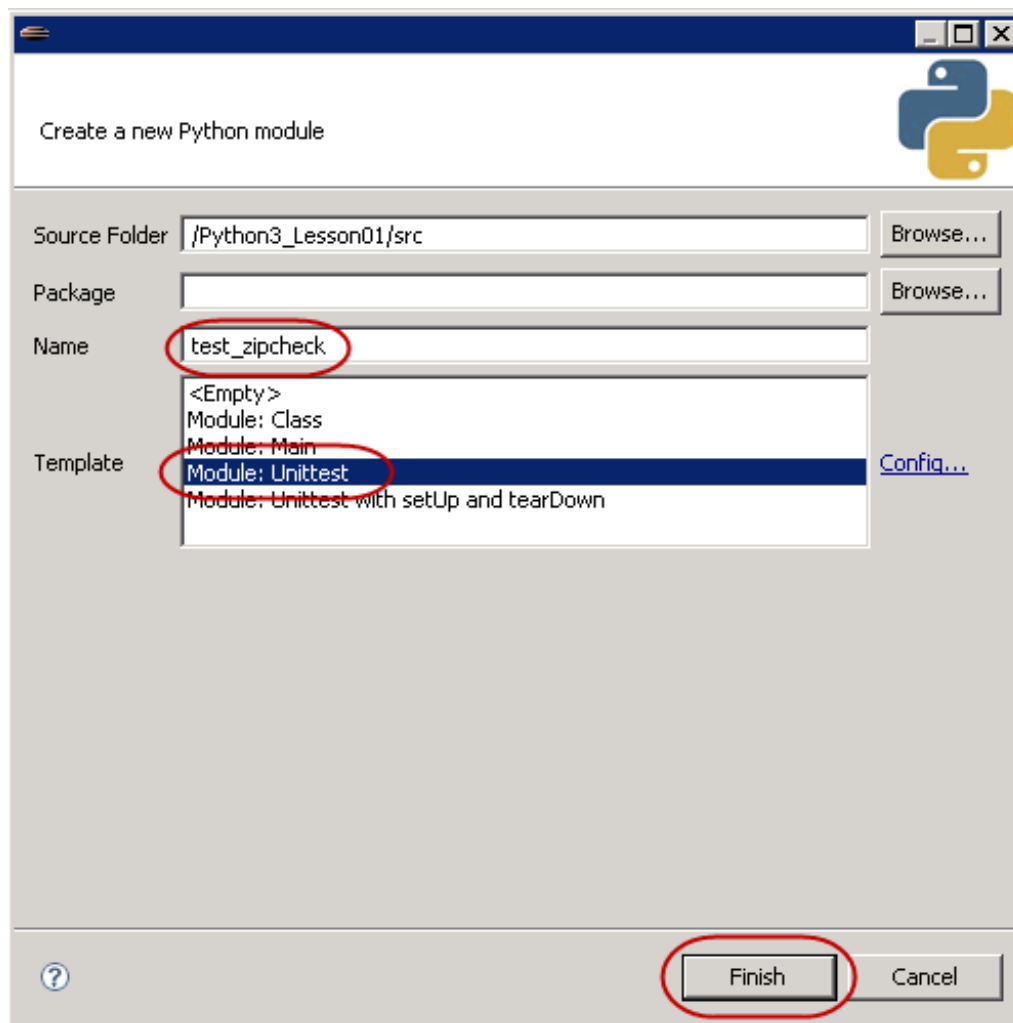 Create a new Python module
Source Folder /Python3_Lesson01/src Browse...
Package Browse...
Name test_zipcheck
<Empty>
Module: Class
Module: Main
Template Module: Unittest Config...
Module: Unittest with setUp and tearDown
? Finish Cancel